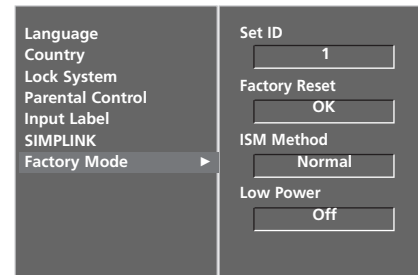 Language
Country
Lock System
Parental Control
Input Label
SIMPLINK
Factory Mode ►
Set ID
1
Factory Reset
OK
ISM Method
Normal
Low Power
Off